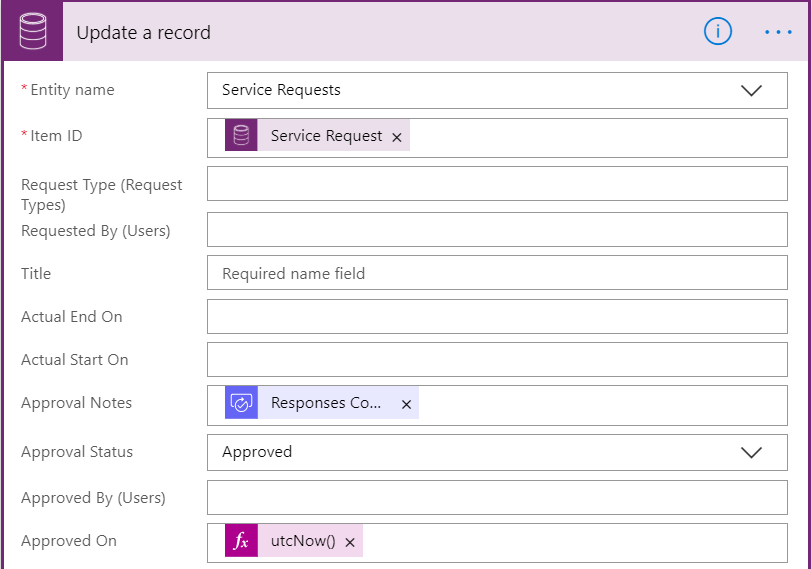 Update a record
* Entity name
Service Requests
* Item ID
Service Request ×
Request Type (Request
Types)
Requested By (Users)
Title
Required name field
Actual End On
Actual Start On
Approval Notes
Responses Co... ×
Approval Status
Approved
Approved By (Users)
Approved On
fx utcNow() ×